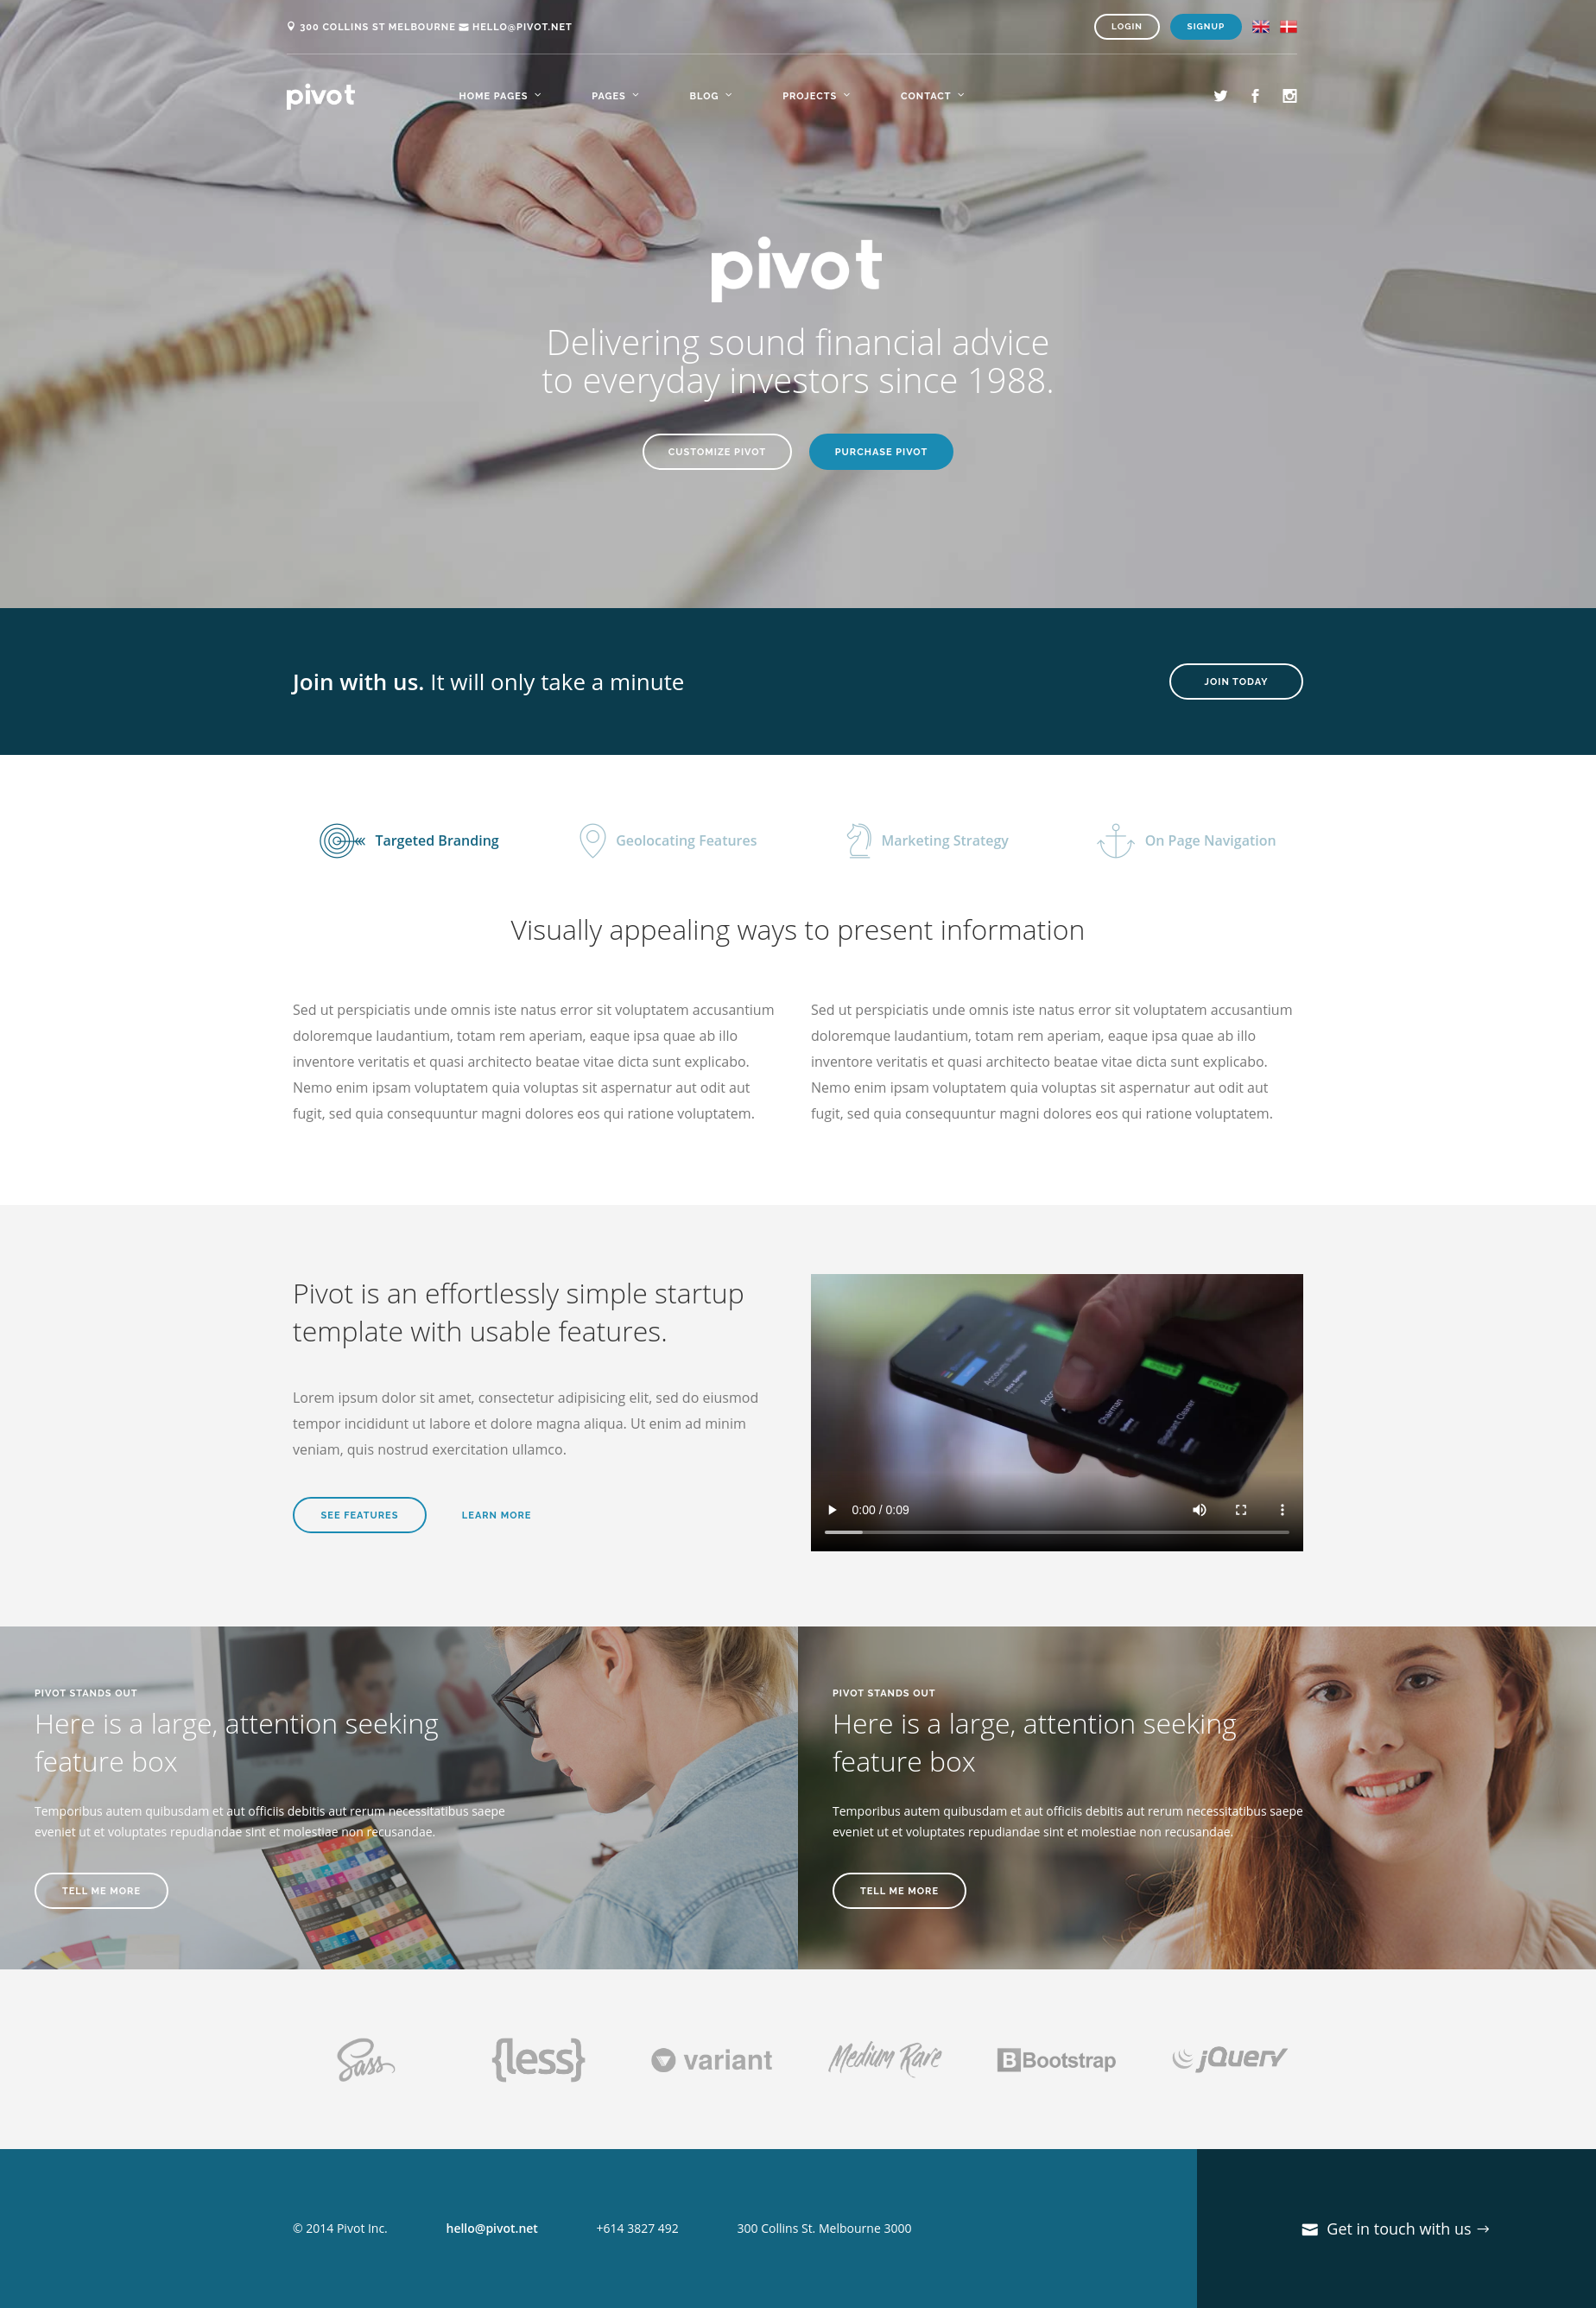 300 COLLINS ST MELBOURNE HELLO@PIVOT.NET
LOGIN SIGNUP
pivot HOME PAGES PAGES BLOG PROJECTS CONTACT
pivot
Delivering sound financial advice
to everyday investors since 1988.
CUSTOMIZE PIVOT PURCHASE PIVOT
Join with us. It will only take a minute
JOIN TODAY
Targeted Branding Geolocating Features Marketing Strategy On Page Navigation
Visually appealing ways to present information
Sed ut perspiciatis unde omnis iste natus error sit voluptatem accusantium
doloremque laudantium, totam rem aperiam, eaque ipsa quae ab illo
inventore veritatis et quasi architecto beatae vitae dicta sunt explicabo.
Nemo enim ipsam voluptatem quia voluptas sit aspernatur aut odit aut
fugit, sed quia consequuntur magni dolores eos qui ratione voluptatem.
Sed ut perspiciatis unde omnis iste natus error sit voluptatem accusantium
doloremque laudantium, totam rem aperiam, eaque ipsa quae ab illo
inventore veritatis et quasi architecto beatae vitae dicta sunt explicabo.
Nemo enim ipsam voluptatem quia voluptas sit aspernatur aut odit aut
fugit, sed quia consequuntur magni dolores eos qui ratione voluptatem.
Pivot is an effortlessly simple startup
template with usable features.
Lorem ipsum dolor sit amet, consectetur adipisicing elit, sed do eiusmod
tempor incididunt ut labore et dolore magna aliqua. Ut enim ad minim
veniam, quis nostrud exercitation ullamco.
SEE FEATURES LEARN MORE
Chairman
Elephant Cleaner
0:00 / 0:09
PIVOT STANDS OUT
Here is a large, attention seeking
feature box
Temporibus autem quibusdam et aut officiis debitis aut rerum necessitatibus saepe
eveniet ut et voluptates repudiandae sint et molestiae non recusandae.
TELL ME MORE
PIVOT STANDS OUT
Here is a large, attention seeking
feature box
Temporibus autem quibusdam et aut officiis debitis aut rerum necessitatibus saepe
eveniet ut et voluptates repudiandae sint et molestiae non recusandae.
TELL ME MORE
Sass {less} variant Medium Rare B Bootstrap jQuery
© 2014 Pivot Inc. hello@pivot.net +614 3827 492 300 Collins St. Melbourne 3000
Get in touch with us →